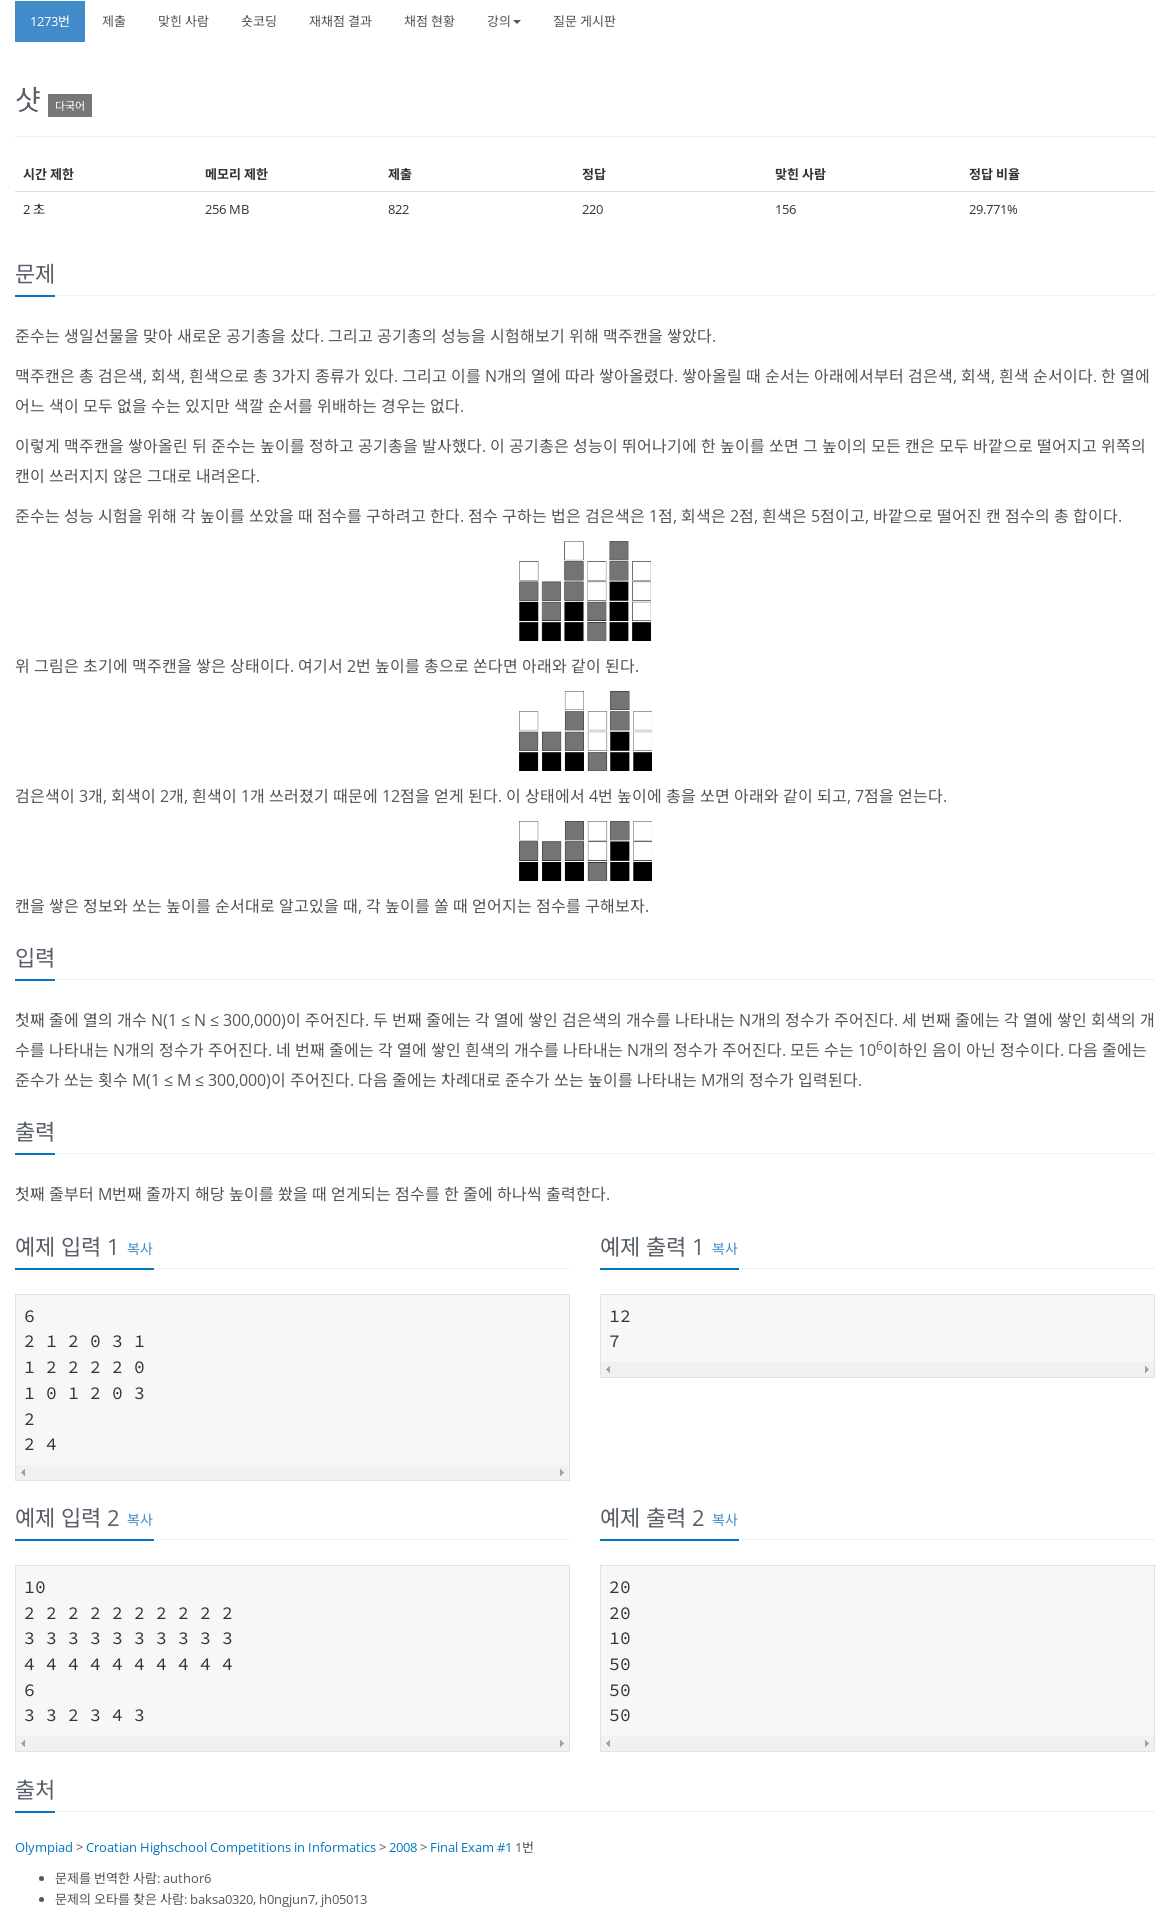 1273번 제출 맞힌 사람 숏코딩 재채점 결과 채점 현황 강의 질문 게시판
샷 다국어
시간 제한 메모리 제한 제출 정답 맞힌 사람 정답 비율
2 초 256 MB 822 220 156 29.771%
문제
준수는 생일선물을 맞아 새로운 공기총을 샀다. 그리고 공기총의 성능을 시험해보기 위해 맥주캔을 쌓았다.
맥주캔은 총 검은색, 회색, 흰색으로 총 3가지 종류가 있다. 그리고 이를 N개의 열에 따라 쌓아올렸다. 쌓아올릴 때 순서는 아래에서부터 검은색, 회색, 흰색 순서이다. 한 열에
어느 색이 모두 없을 수는 있지만 색깔 순서를 위배하는 경우는 없다.
이렇게 맥주캔을 쌓아올린 뒤 준수는 높이를 정하고 공기총을 발사했다. 이 공기총은 성능이 뛰어나기에 한 높이를 쏘면 그 높이의 모든 캔은 모두 바깥으로 떨어지고 위쪽의
캔이 쓰러지지 않은 그대로 내려온다.
준수는 성능 시험을 위해 각 높이를 쏘았을 때 점수를 구하려고 한다. 점수 구하는 법은 검은색은 1점, 회색은 2점, 흰색은 5점이고, 바깥으로 떨어진 캔 점수의 총 합이다.
위 그림은 초기에 맥주캔을 쌓은 상태이다. 여기서 2번 높이를 총으로 쏜다면 아래와 같이 된다.
검은색이 3개, 회색이 2개, 흰색이 1개 쓰러졌기 때문에 12점을 얻게 된다. 이 상태에서 4번 높이에 총을 쏘면 아래와 같이 되고, 7점을 얻는다.
캔을 쌓은 정보와 쏘는 높이를 순서대로 알고있을 때, 각 높이를 쏠 때 얻어지는 점수를 구해보자.
입력
첫째 줄에 열의 개수 N(1 ≤ N ≤ 300,000)이 주어진다. 두 번째 줄에는 각 열에 쌓인 검은색의 개수를 나타내는 N개의 정수가 주어진다. 세 번째 줄에는 각 열에 쌓인 회색의 개
수를 나타내는 N개의 정수가 주어진다. 네 번째 줄에는 각 열에 쌓인 흰색의 개수를 나타내는 N개의 정수가 주어진다. 모든 수는 10⁶이하인 음이 아닌 정수이다. 다음 줄에는
준수가 쏘는 횟수 M(1 ≤ M ≤ 300,000)이 주어진다. 다음 줄에는 차례대로 준수가 쏘는 높이를 나타내는 M개의 정수가 입력된다.
출력
첫째 줄부터 M번째 줄까지 해당 높이를 쐈을 때 얻게되는 점수를 한 줄에 하나씩 출력한다.
예제 입력 1 복사
6
2 1 2 0 3 1
1 2 2 2 2 0
1 0 1 2 0 3
2
2 4
예제 출력 1 복사
12
7
예제 입력 2 복사
10
2 2 2 2 2 2 2 2 2 2
3 3 3 3 3 3 3 3 3 3
4 4 4 4 4 4 4 4 4 4
6
3 3 2 3 4 3
예제 출력 2 복사
20
20
10
50
50
50
출처
Olympiad > Croatian Highschool Competitions in Informatics > 2008 > Final Exam #1 1번
문제를 번역한 사람: author6
문제의 오타를 찾은 사람: baksa0320, h0ngjun7, jh05013